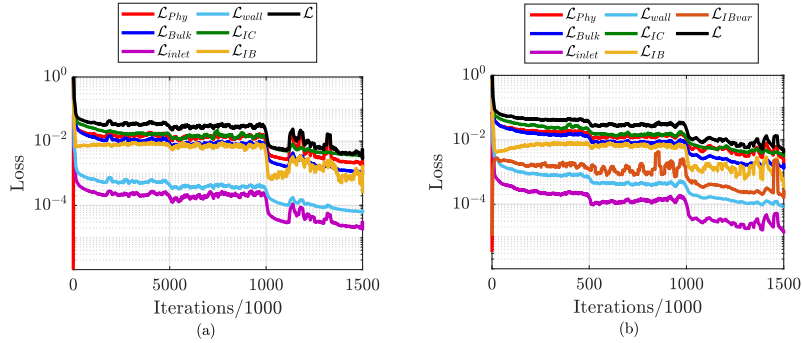 ℒ_Phy ℒ_wall ℒ
ℒ_Bulk ℒ_IC
ℒ_inlet ℒ_IB
10^0
10^-2
10^-4
Loss
0 5000 1000 1500
Iterations/1000
(a)
ℒ_Phy ℒ_wall ℒ_IBvar
ℒ_Bulk ℒ_IC ℒ
ℒ_inlet ℒ_IB
10^0
10^-2
10^-4
Loss
0 500 1000 1500
Iterations/1000
(b)